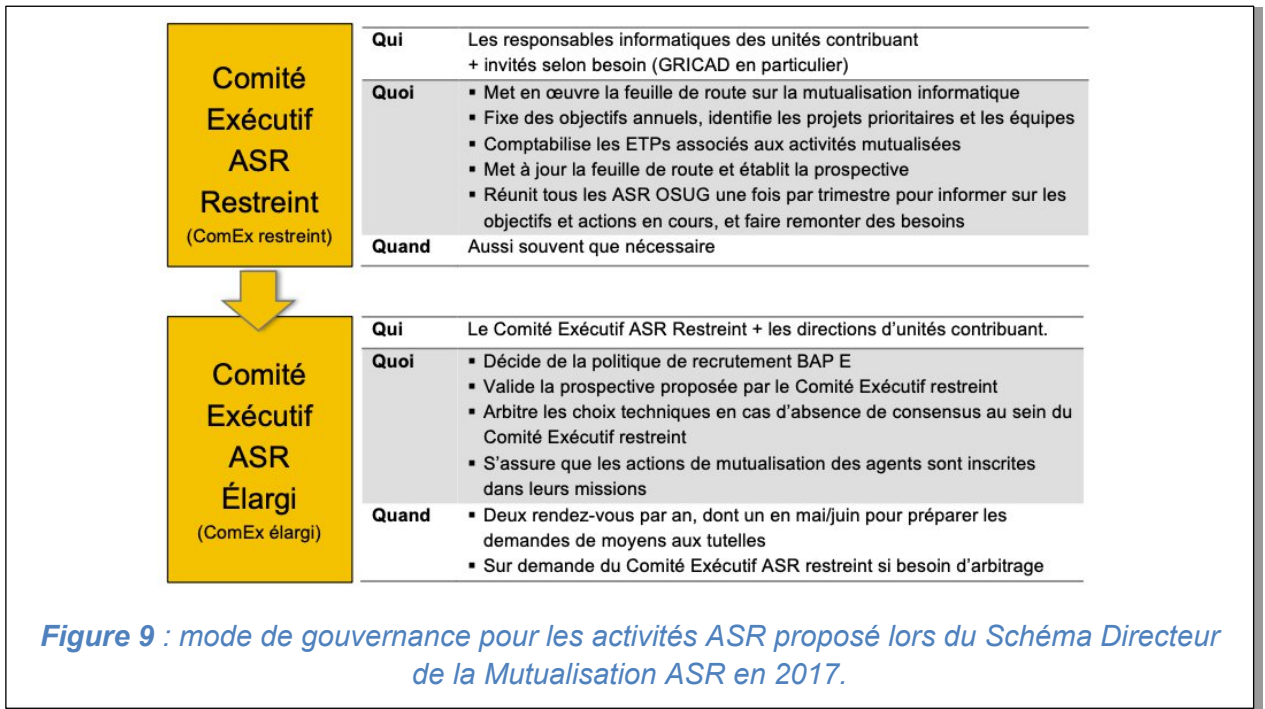 Comité
Exécutif
ASR
Restreint
(ComEx restreint)
Qui
Les responsables informatiques des unités contribuant
+ invités selon besoin (GRICAD en particulier)
Quoi
▪ Met en œuvre la feuille de route sur la mutualisation informatique
▪ Fixe des objectifs annuels, identifie les projets prioritaires et les équipes
▪ Comptabilise les ETPs associés aux activités mutualisées
▪ Met à jour la feuille de route et établit la prospective
▪ Réunit tous les ASR OSUG une fois par trimestre pour informer sur les
objectifs et actions en cours, et faire remonter des besoins
Quand
Aussi souvent que nécessaire
Comité
Exécutif
ASR
Élargi
(ComEx élargi)
Qui
Le Comité Exécutif ASR Restreint + les directions d’unités contribuant.
Quoi
▪ Décide de la politique de recrutement BAP E
▪ Valide la prospective proposée par le Comité Exécutif restreint
▪ Arbitre les choix techniques en cas d’absence de consensus au sein du
Comité Exécutif restreint
▪ S’assure que les actions de mutualisation des agents sont inscrites
dans leurs missions
Quand
▪ Deux rendez-vous par an, dont un en mai/juin pour préparer les
demandes de moyens aux tutelles
▪ Sur demande du Comité Exécutif ASR restreint si besoin d’arbitrage
Figure 9 : mode de gouvernance pour les activités ASR proposé lors du Schéma Directeur
de la Mutualisation ASR en 2017.